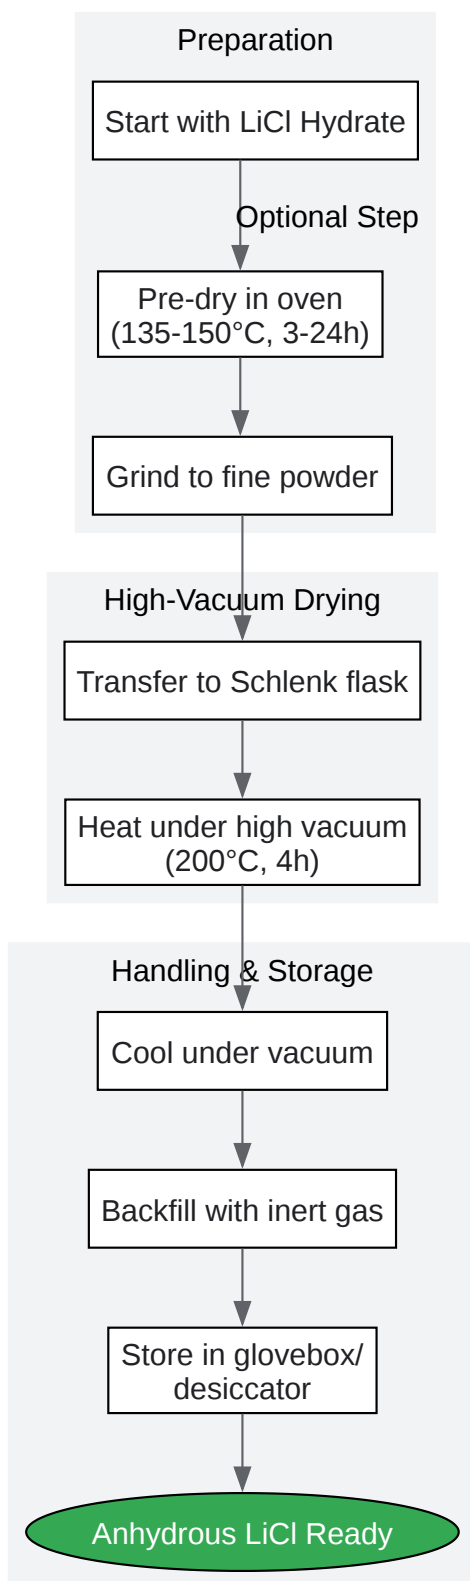 Preparation
Start with LiCl Hydrate
Optional Step
Pre-dry in oven
(135-150°C, 3-24h)
Grind to fine powder
High-Vacuum Drying
Transfer to Schlenk flask
Heat under high vacuum
(200°C, 4h)
Handling & Storage
Cool under vacuum
Backfill with inert gas
Store in glovebox/
desiccator
Anhydrous LiCl Ready